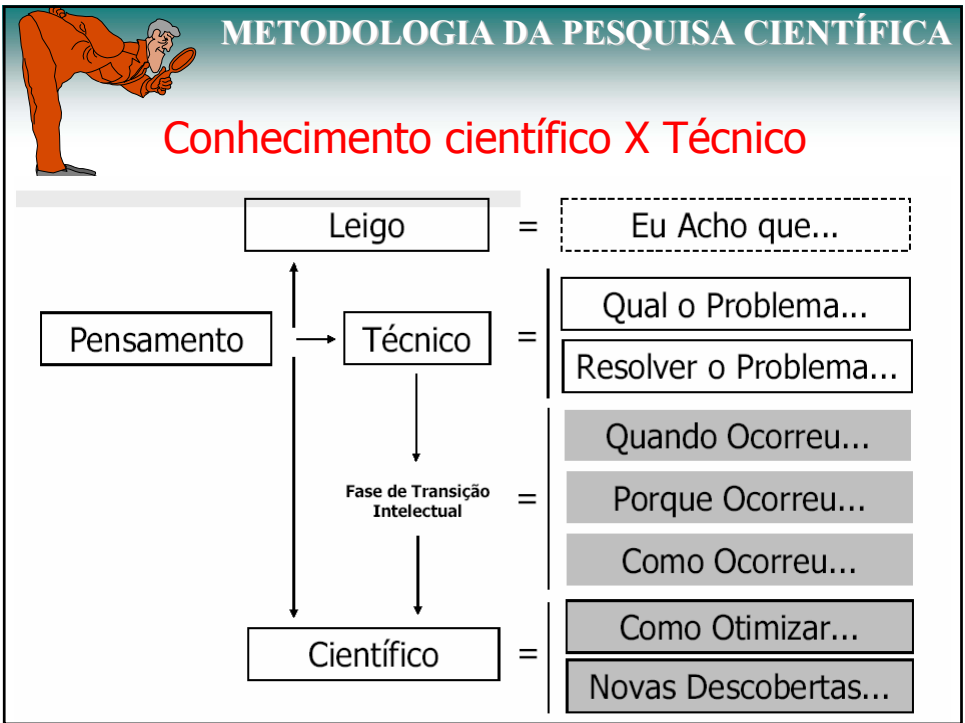 METODOLOGIA DA PESQUISA CIENTÍFICA
Conhecimento científico X Técnico
Leigo = Eu Acho que...
Pensamento Técnico = Qual o Problema...
Resolver o Problema...
Quando Ocorreu...
Fase de Transição
Intelectual = Porque Ocorreu...
Como Ocorreu...
Científico = Como Otimizar...
Novas Descobertas...